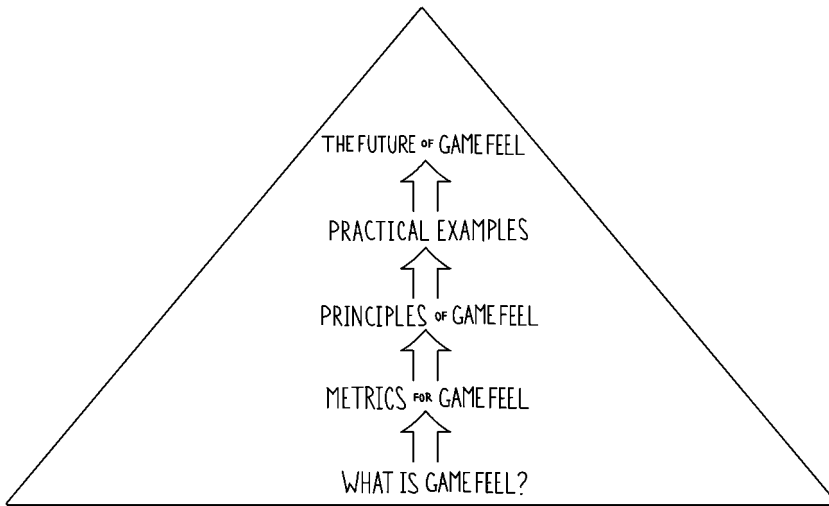 THE FUTURE OF GAME FEEL
PRACTICAL EXAMPLES
PRINCIPLES OF GAME FEEL
METRICS FOR GAME FEEL
WHAT IS GAME FEEL?